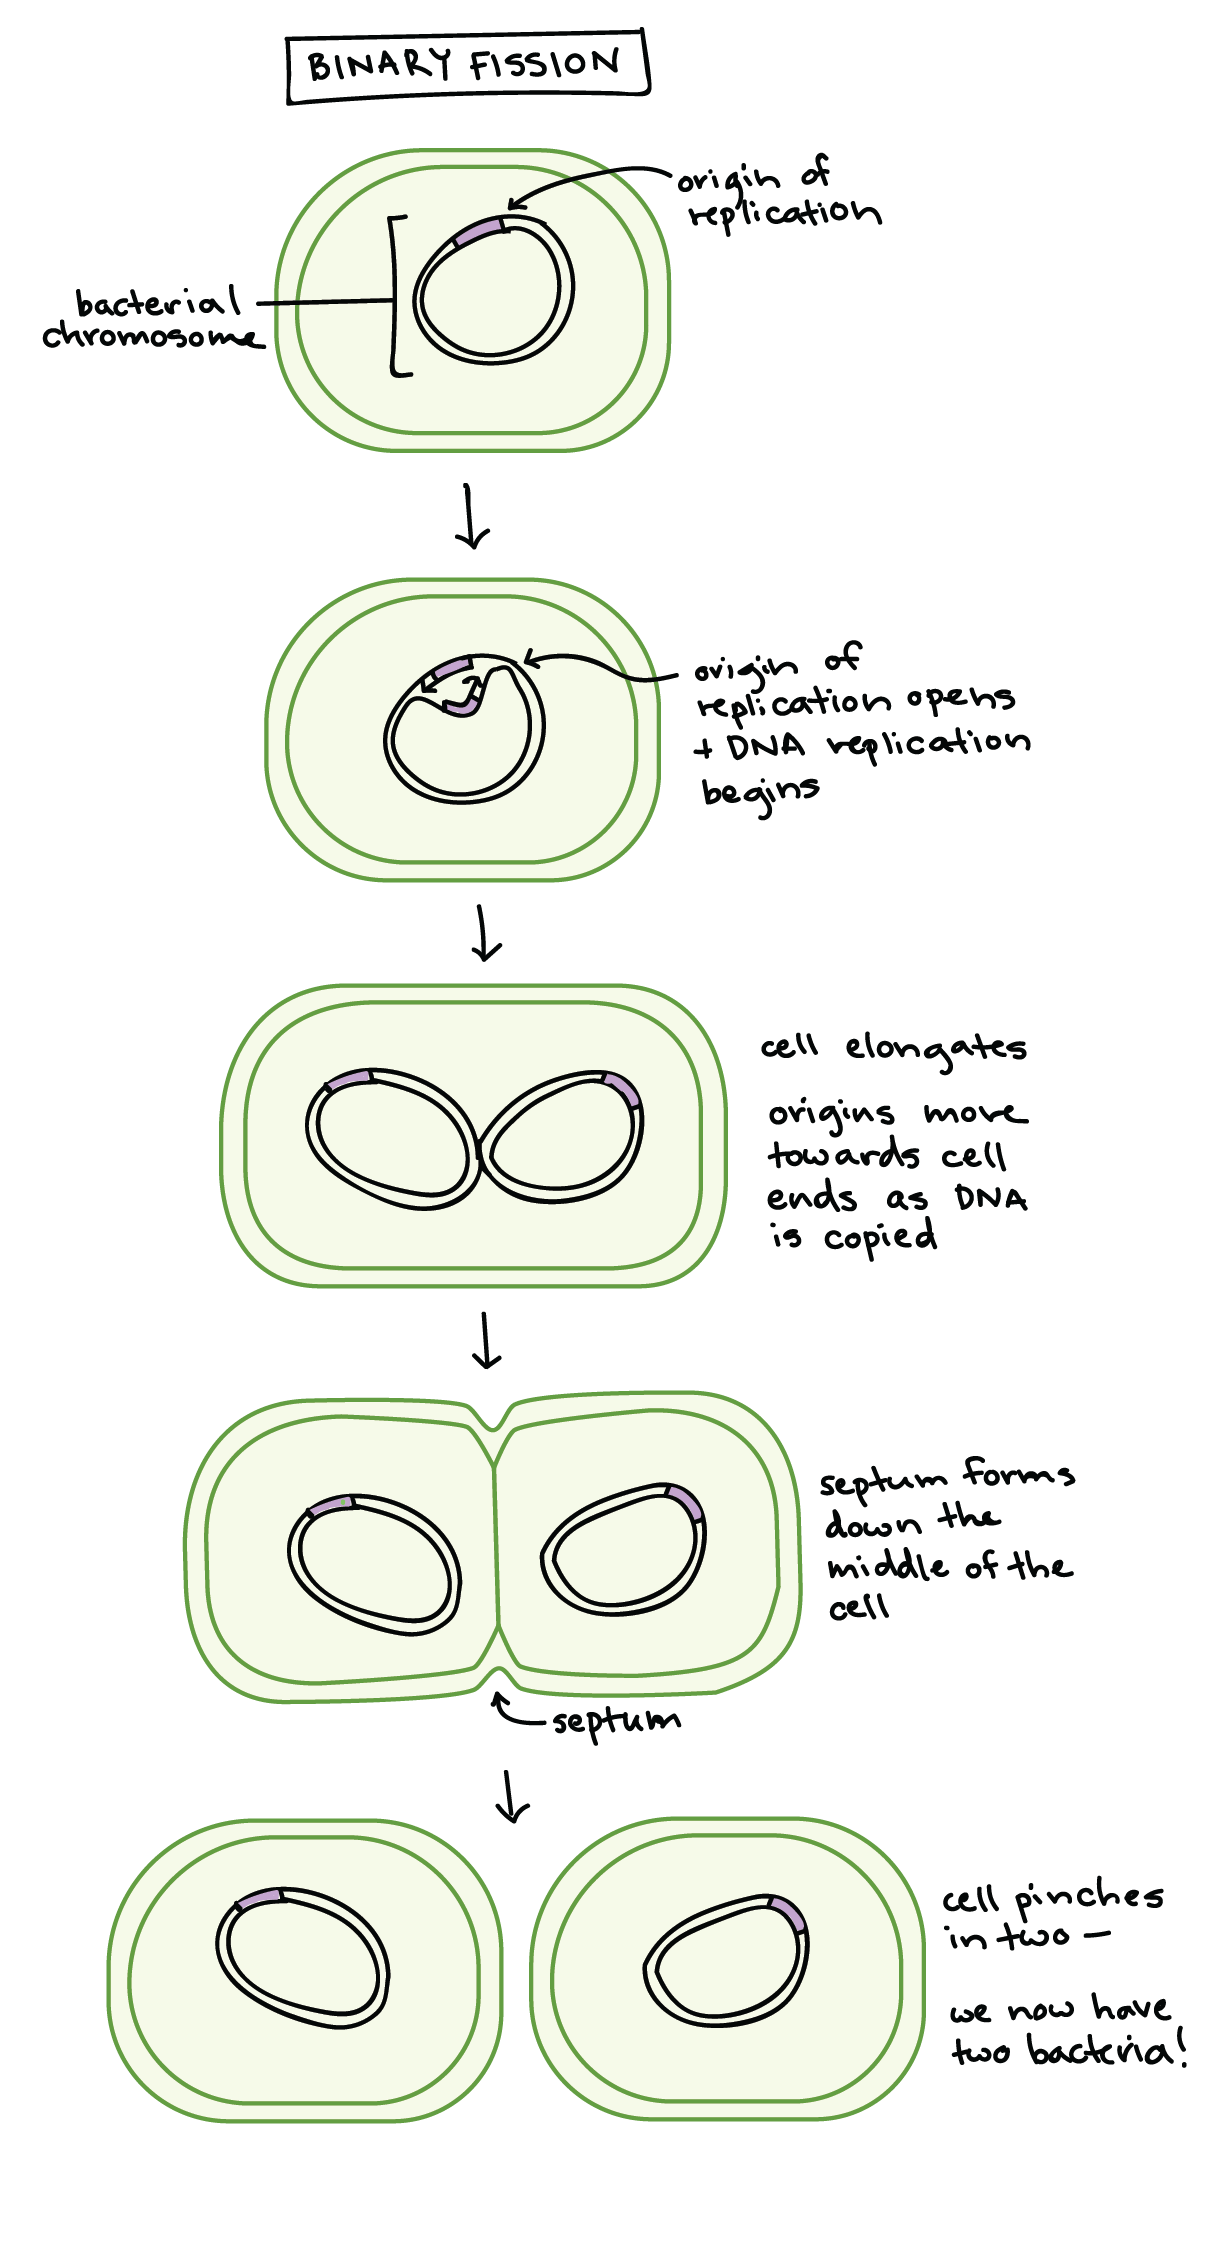 BINARY FISSION
origin of
replication
bacterial
chromosome
origin of
replication opens
+ DNA replication
begins
cell elongates
origins move
towards cell
ends as DNA
is copied
septum forms
down the
middle of the
cell
septum
cell pinches
in two —
we now have
two bacteria!